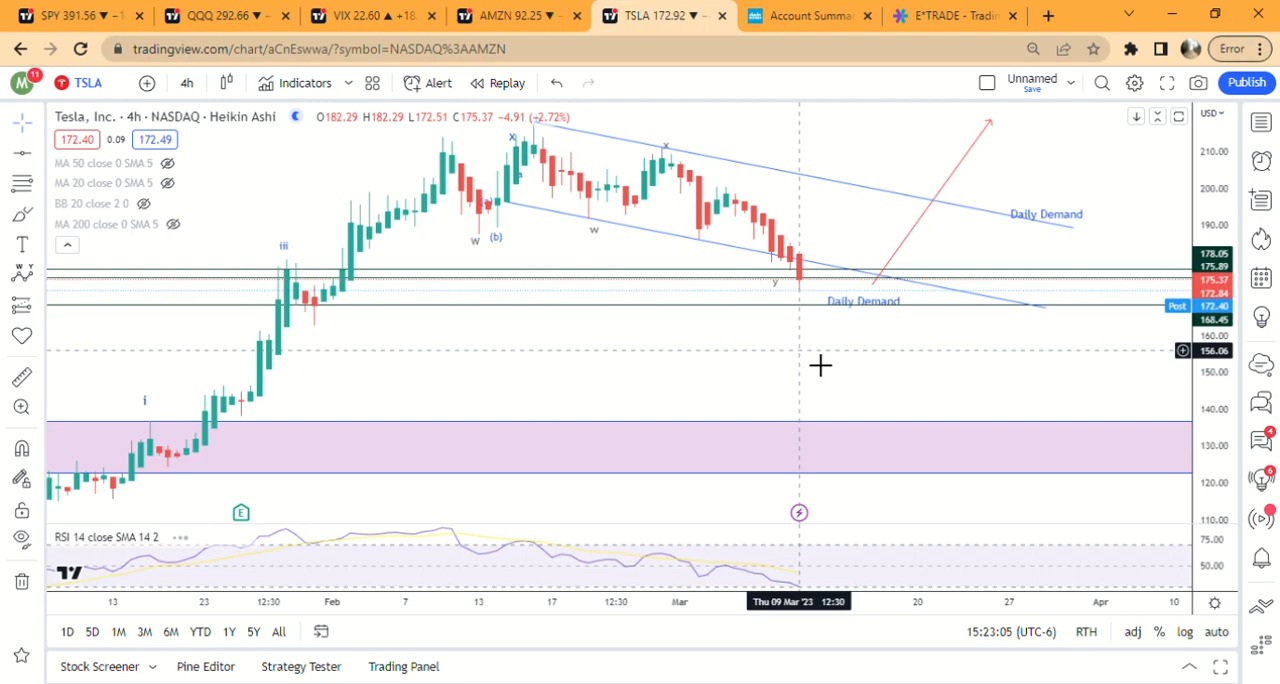 SPY 391.56 ▼ −1
QQQ 292.66 ▼ −
VIX 22.60 ▲ +18.
AMZN 92.25 ▼ −
TSLA 172.92 ▼ −
Account Summa
E*TRADE - Tradin
tradingview.com/chart/aCnEswwa/?symbol=NASDAQ%3AAMZN
Error
M
11
TSLA
4h
Indicators
Alert
Replay
Unnamed
Save
Publish
Tesla, Inc. · 4h · NASDAQ · Heikin Ashi
O182.29 H182.29 L172.51 C175.37 −4.91 (−2.72%)
172.40
0.09
172.49
MA 50 close 0 SMA 5
MA 20 close 0 SMA 5
BB 20 close 2 0
MA 200 close 0 SMA 5
USD
210.00
200.00
190.00
178.05
175.89
175.37
172.84
Post
172.40
168.45
160.00
156.06
150.00
140.00
130.00
120.00
110.00
75.00
50.00
x
x
w
(b)
w
iii
i
y
Daily Demand
Daily Demand
E
4
6
RSI 14 close SMA 14 2
13
23
12:30
Feb
7
13
17
12:30
Mar
Thu 09 Mar '23 12:30
20
27
Apr
10
1D
5D
1M
3M
6M
YTD
1Y
5Y
All
15:23:05 (UTC-6)
RTH
adj
%
log
auto
Stock Screener
Pine Editor
Strategy Tester
Trading Panel